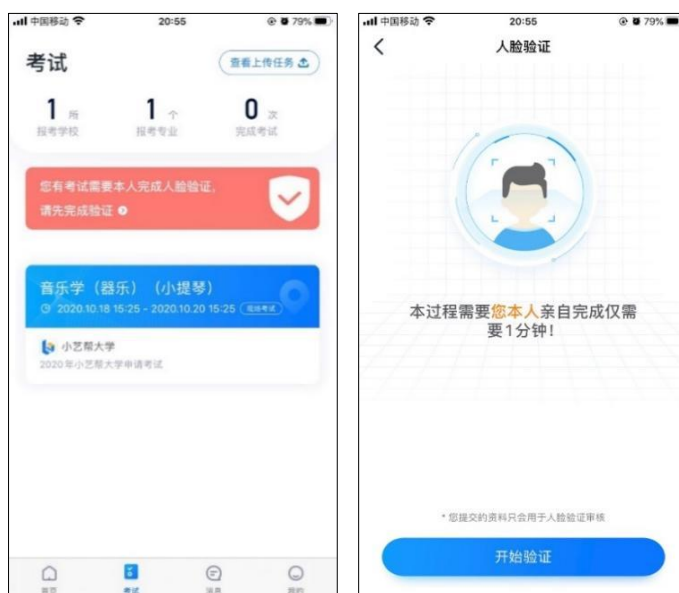 中国移动
20:55
79%
考试
查看上传任务
1 所
报考学校
1 个
报考专业
0 次
完成考试
您有考试需要本人完成人脸验证,
请先完成验证
音乐学（器乐）（小提琴）
2020.10.18 15:25 - 2020.10.20 15:25
小艺帮大学
2020年小艺帮大学申请考试
首页
考试
消息
我的
中国移动
20:55
79%
人脸验证
本过程需要您本人亲自完成仅需
要1分钟!
* 您提交的资料只会用于人脸验证审核
开始验证